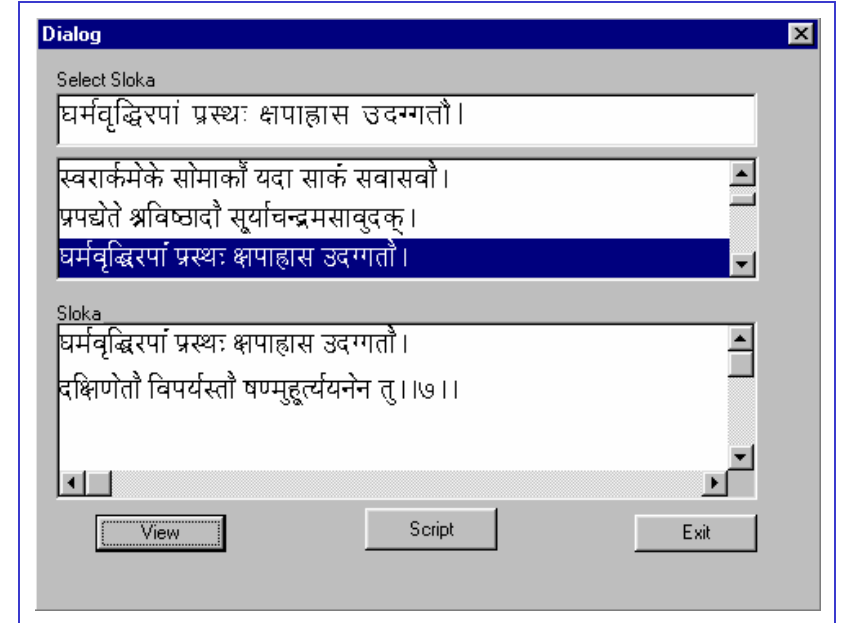 Dialog
Select Sloka
घर्मवृद्धिरपां प्रस्थः क्षपाह्रास उदग्गतौ।
स्वरार्कमेके सोमार्कौ यदा सार्कं सवासवौ।
प्रपद्येते श्रविष्ठादौ सूर्याचन्द्रमसावुदक्।
घर्मवृद्धिरपां प्रस्थः क्षपाह्रास उदग्गतौ।
Sloka
घर्मवृद्धिरपां प्रस्थः क्षपाह्रास उदग्गतौ।
दक्षिणेतौ विपर्यस्तौ षण्मुहूर्त्ययनेन तु।।७।।
View Script Exit